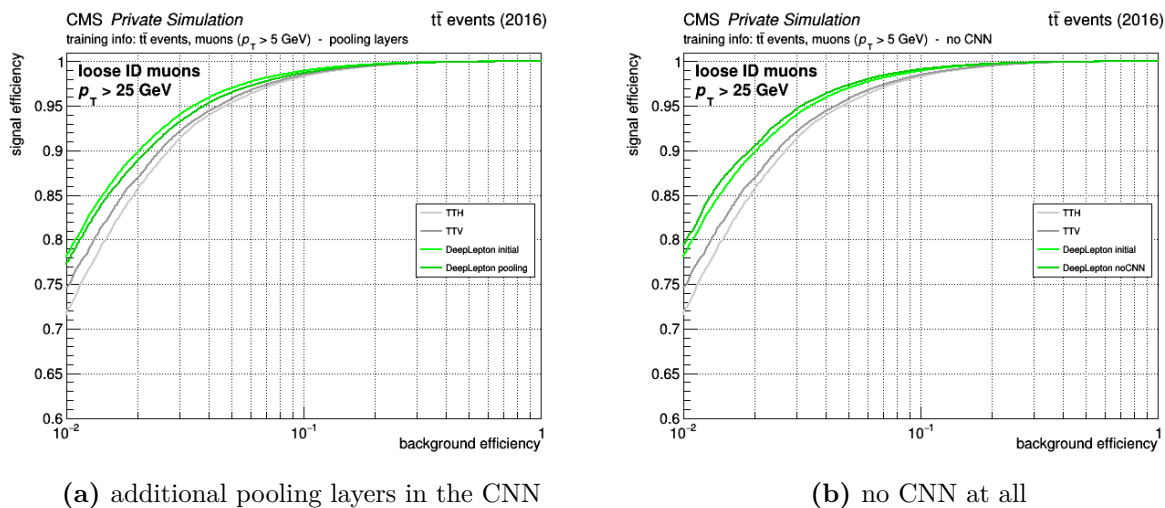 CMS Private Simulation tt̄ events (2016)
training info: tt̄ events, muons (pT > 5 GeV) - pooling layers
loose ID muons
pT > 25 GeV
signal efficiency
1
0.95
0.9
0.85
0.8
0.75
0.7
0.65
0.6
TTH
TTV
DeepLepton initial
DeepLepton pooling
10⁻² 10⁻¹ 1
background efficiency
(a) additional pooling layers in the CNN
CMS Private Simulation tt̄ events (2016)
training info: tt̄ events, muons (pT > 5 GeV) - no CNN
loose ID muons
pT > 25 GeV
signal efficiency
1
0.95
0.9
0.85
0.8
0.75
0.7
0.65
0.6
TTH
TTV
DeepLepton initial
DeepLepton noCNN
10⁻² 10⁻¹ 1
background efficiency
(b) no CNN at all